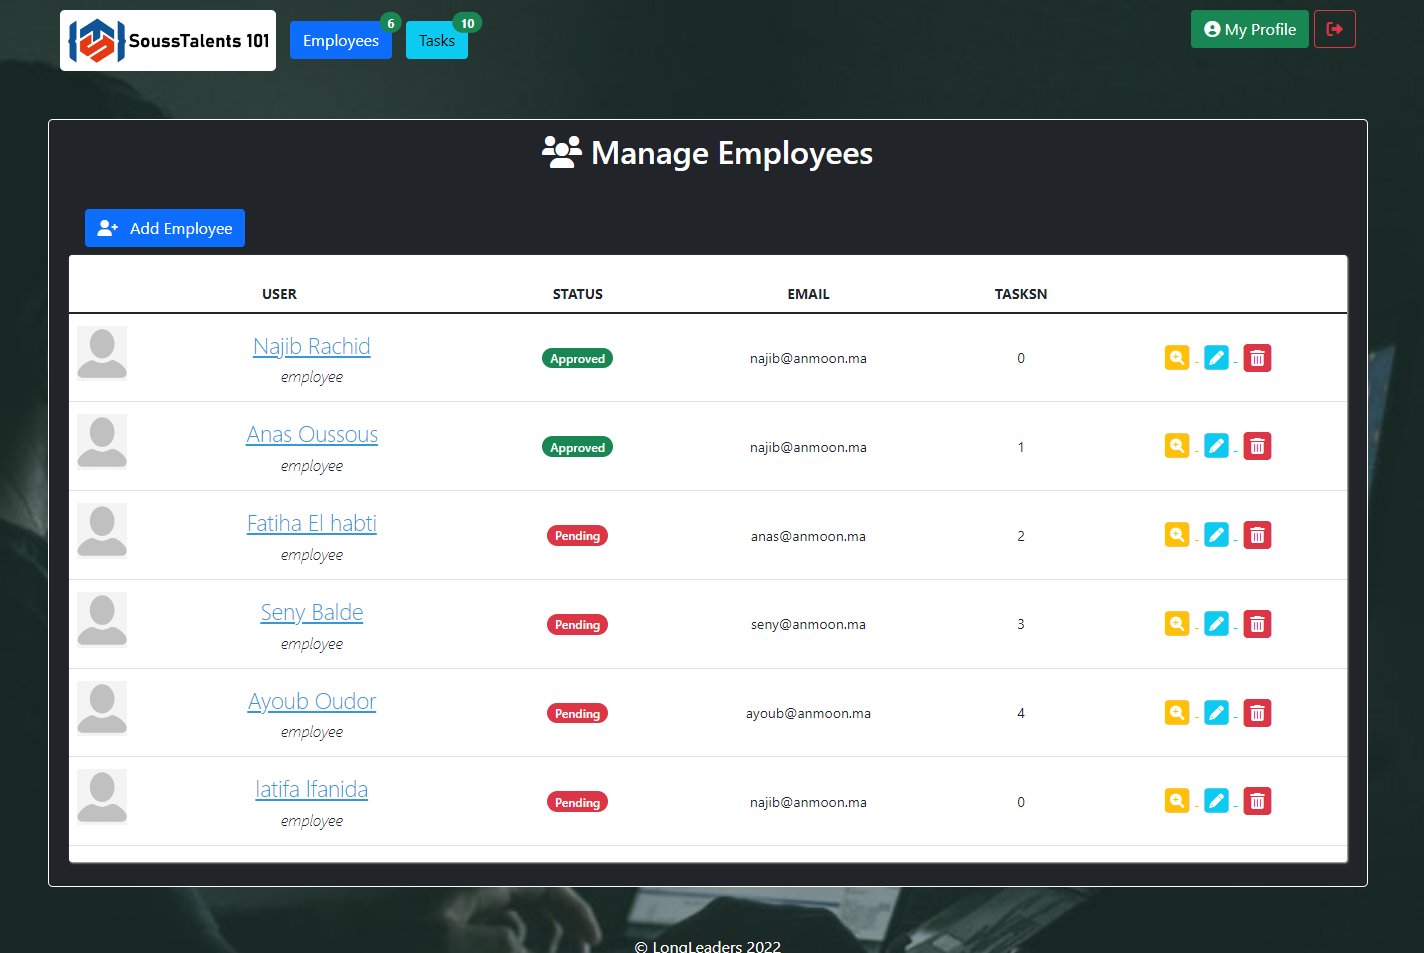 SoussTalents 101
Employees 6
Tasks 10
My Profile
Manage Employees
Add Employee
USER STATUS EMAIL TASKSN
Najib Rachid
employee
Approved najib@anmoon.ma 0
Anas Oussous
employee
Approved najib@anmoon.ma 1
Fatiha El habti
employee
Pending anas@anmoon.ma 2
Seny Balde
employee
Pending seny@anmoon.ma 3
Ayoub Oudor
employee
Pending ayoub@anmoon.ma 4
latifa lfanida
employee
Pending najib@anmoon.ma 0
© LongLeaders 2022